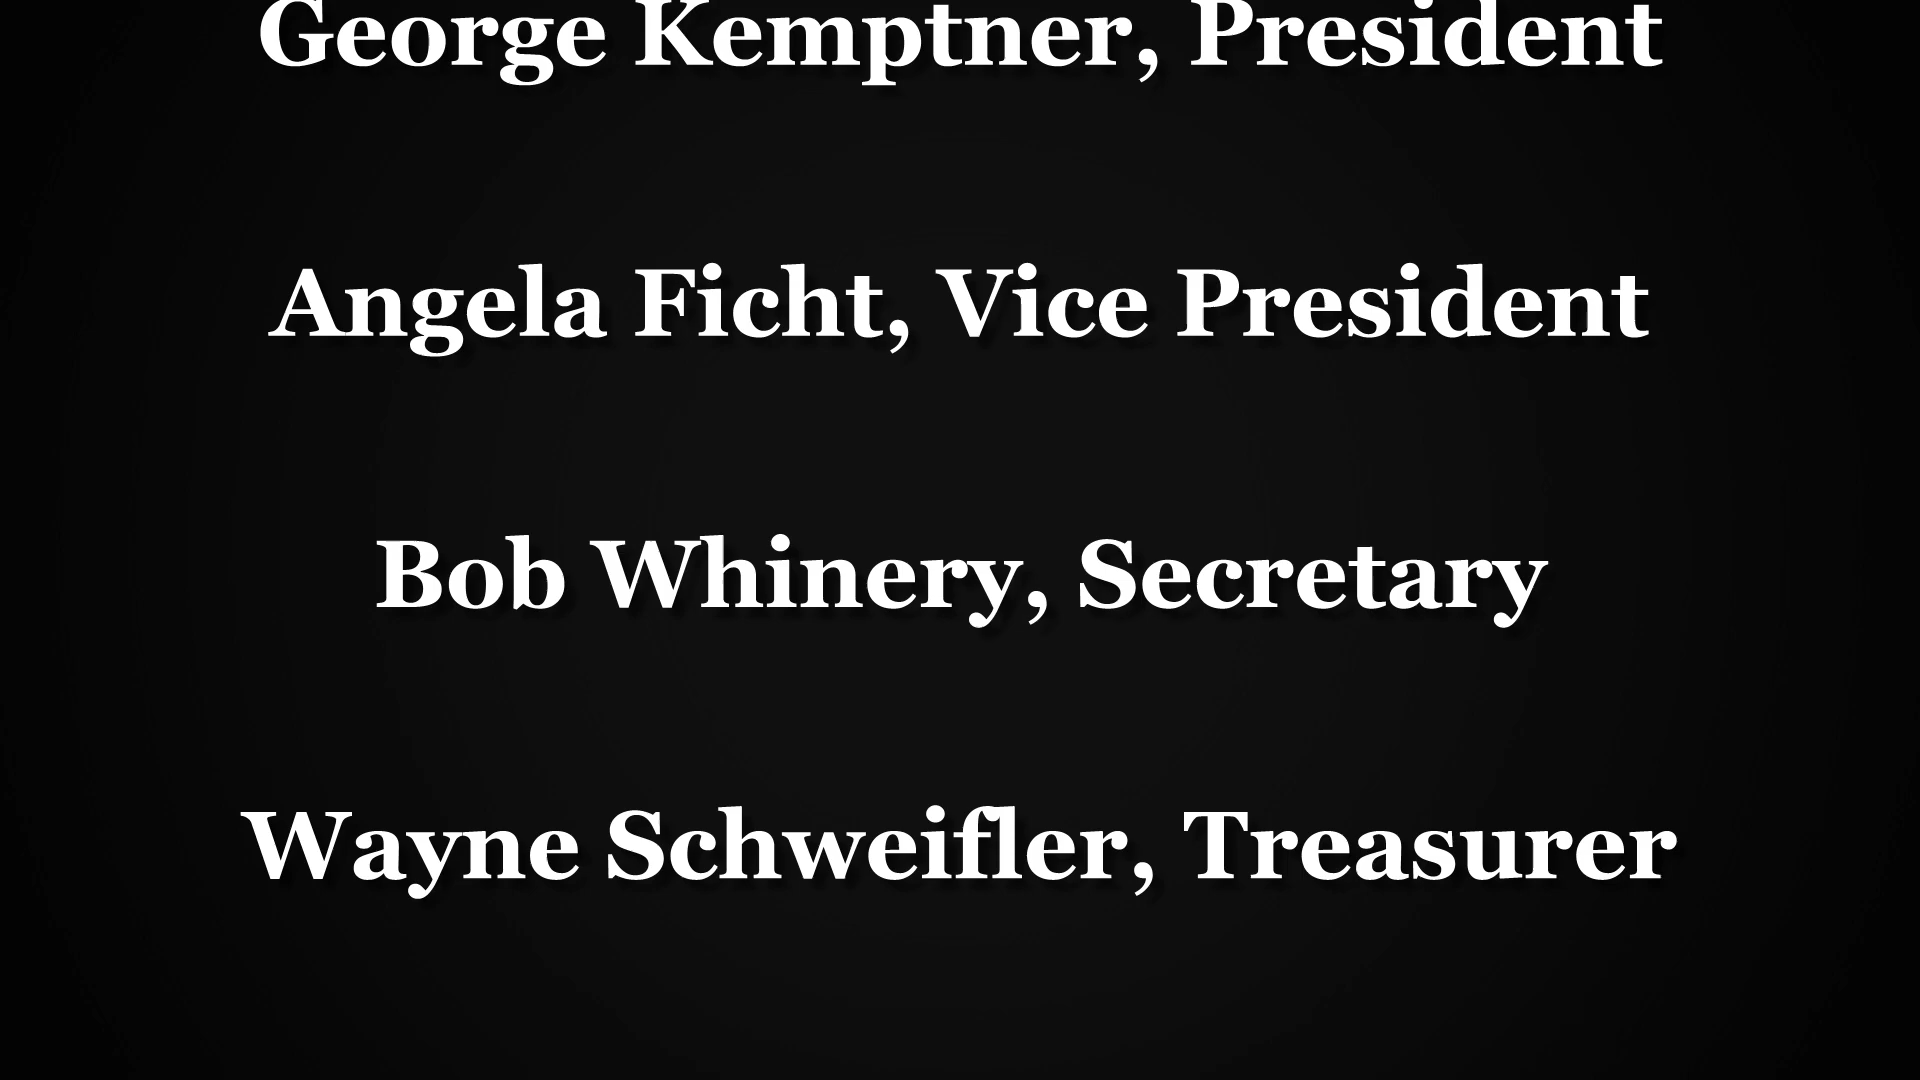 George Kemptner, President
Angela Ficht, Vice President
Bob Whinery, Secretary
Wayne Schweifler, Treasurer